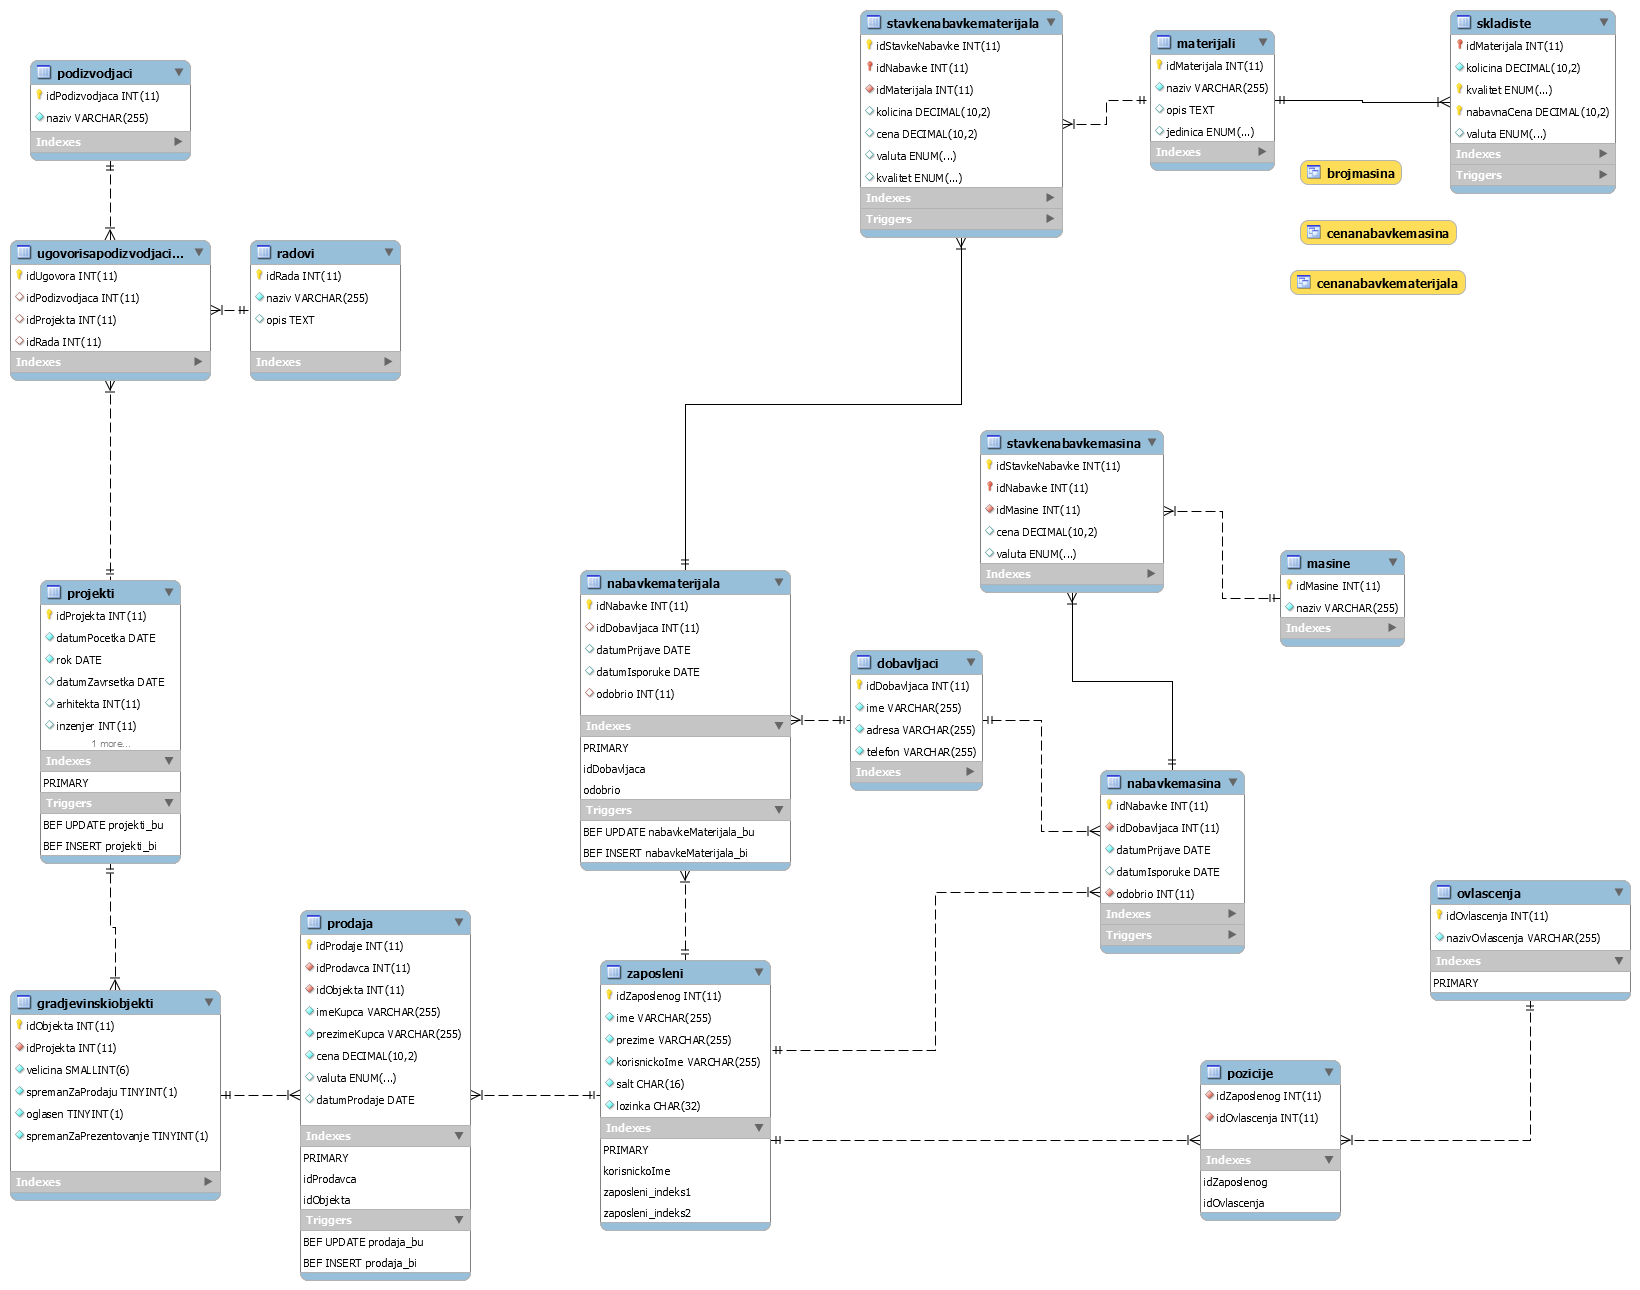 podizvodjaci
idPodizvodjaca INT(11)
naziv VARCHAR(255)
Indexes
ugovorisapodizvodjaci...
idUgovora INT(11)
idPodizvodjaca INT(11)
idProjekta INT(11)
idRada INT(11)
Indexes
radovi
idRada INT(11)
naziv VARCHAR(255)
opis TEXT
Indexes
projekti
idProjekta INT(11)
datumPocetka DATE
rok DATE
datumZavrsetka DATE
arhitekta INT(11)
inzenjer INT(11)
1 more...
Indexes
PRIMARY
Triggers
BEF UPDATE projekti_bu
BEF INSERT projekti_bi
gradjevinskiobjekti
idObjekta INT(11)
idProjekta INT(11)
velicina SMALLINT(6)
spremanZaProdaju TINYINT(1)
oglasen TINYINT(1)
spremanZaPrezentovanje TINYINT(1)
Indexes
prodaja
idProdaje INT(11)
idProdavca INT(11)
idObjekta INT(11)
imeKupca VARCHAR(255)
prezimeKupca VARCHAR(255)
cena DECIMAL(10,2)
valuta ENUM(...)
datumProdaje DATE
Indexes
PRIMARY
idProdavca
idObjekta
Triggers
BEF UPDATE prodaja_bu
BEF INSERT prodaja_bi
stavkenabavkematerijala
idStavkeNabavke INT(11)
idNabavke INT(11)
idMaterijala INT(11)
kolicina DECIMAL(10,2)
cena DECIMAL(10,2)
valuta ENUM(...)
kvalitet ENUM(...)
Indexes
Triggers
materijali
idMaterijala INT(11)
naziv VARCHAR(255)
opis TEXT
jedinica ENUM(...)
Indexes
skladiste
idMaterijala INT(11)
kolicina DECIMAL(10,2)
kvalitet ENUM(...)
nabavnaCena DECIMAL(10,2)
valuta ENUM(...)
Indexes
Triggers
brojmasina
cenanabavkemasina
cenanabavkematerijala
stavkenabavkemasina
idStavkeNabavke INT(11)
idNabavke INT(11)
idMasine INT(11)
cena DECIMAL(10,2)
valuta ENUM(...)
Indexes
masine
idMasine INT(11)
naziv VARCHAR(255)
Indexes
nabavkematerijala
idNabavke INT(11)
idDobavljaca INT(11)
datumPrijave DATE
datumIsporuke DATE
odobrio INT(11)
Indexes
PRIMARY
idDobavljaca
odobrio
Triggers
BEF UPDATE nabavkeMaterijala_bu
BEF INSERT nabavkeMaterijala_bi
dobavljaci
idDobavljaca INT(11)
ime VARCHAR(255)
adresa VARCHAR(255)
telefon VARCHAR(255)
Indexes
nabavkemasina
idNabavke INT(11)
idDobavljaca INT(11)
datumPrijave DATE
datumIsporuke DATE
odobrio INT(11)
Indexes
Triggers
zaposleni
idZaposlenog INT(11)
ime VARCHAR(255)
prezime VARCHAR(255)
korisnickoIme VARCHAR(255)
salt CHAR(16)
lozinka CHAR(32)
Indexes
PRIMARY
korisnickoIme
zaposleni_indeks1
zaposleni_indeks2
ovlascenja
idOvlascenja INT(11)
nazivOvlascenja VARCHAR(255)
Indexes
PRIMARY
pozicije
idZaposlenog INT(11)
idOvlascenja INT(11)
Indexes
idZaposlenog
idOvlascenja